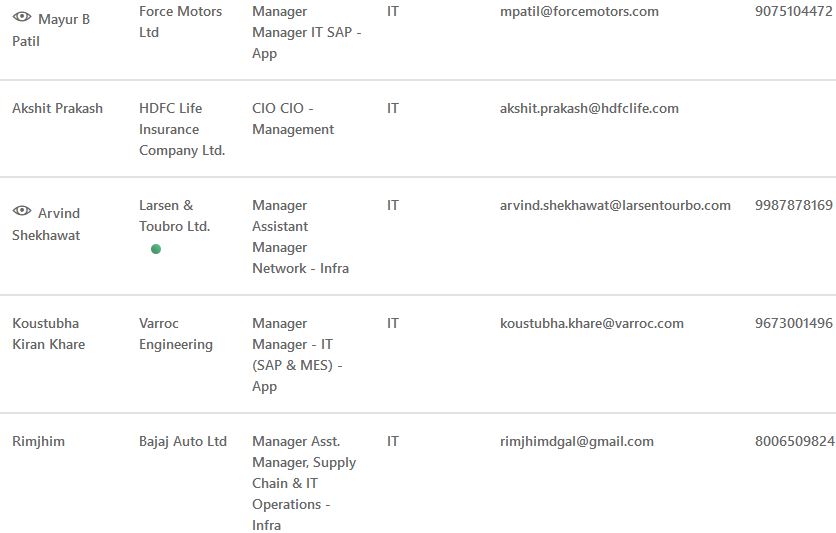 Mayur B
Patil
Force Motors
Ltd
Manager
Manager IT SAP -
App
IT
mpatil@forcemotors.com
9075104472
Akshit Prakash
HDFC Life
Insurance
Company Ltd.
CIO CIO -
Management
IT
akshit.prakash@hdfclife.com
Arvind
Shekhawat
Larsen &
Toubro Ltd.
Manager
Assistant
Manager
Network - Infra
IT
arvind.shekhawat@larsentourbo.com
9987878169
Koustubha
Kiran Khare
Varroc
Engineering
Manager
Manager - IT
(SAP & MES) -
App
IT
koustubha.khare@varroc.com
9673001496
Rimjhim
Bajaj Auto Ltd
Manager Asst.
Manager, Supply
Chain & IT
Operations -
Infra
IT
rimjhimdgal@gmail.com
8006509824